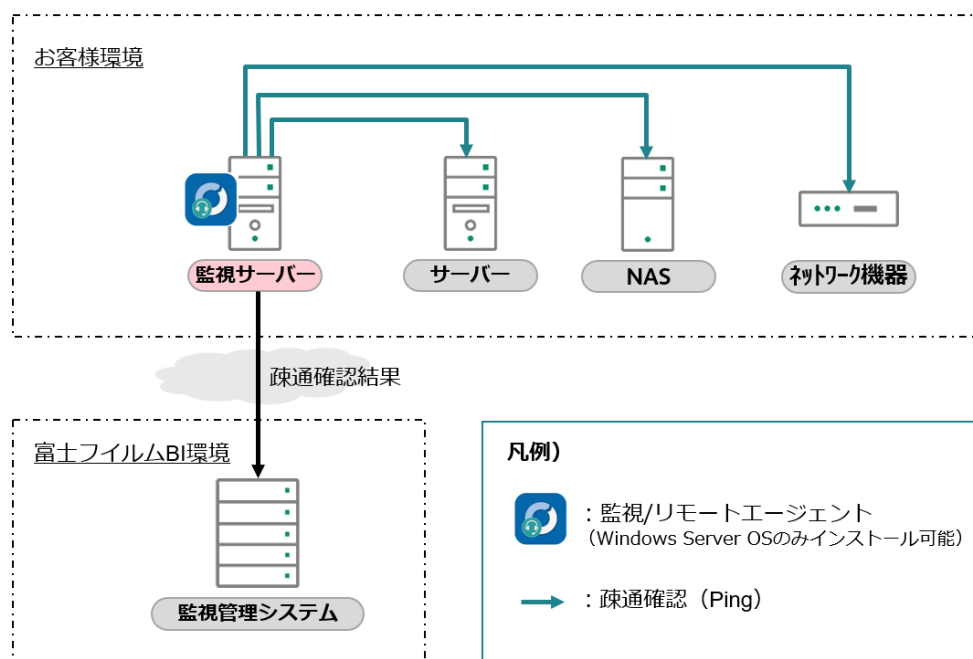 お客様環境
監視サーバー
サーバー
NAS
ネットワーク機器
疎通確認結果
富士フイルムBI環境
監視管理システム
凡例）
：監視/リモートエージェント
（Windows Server OSのみインストール可能）
：疎通確認（Ping）